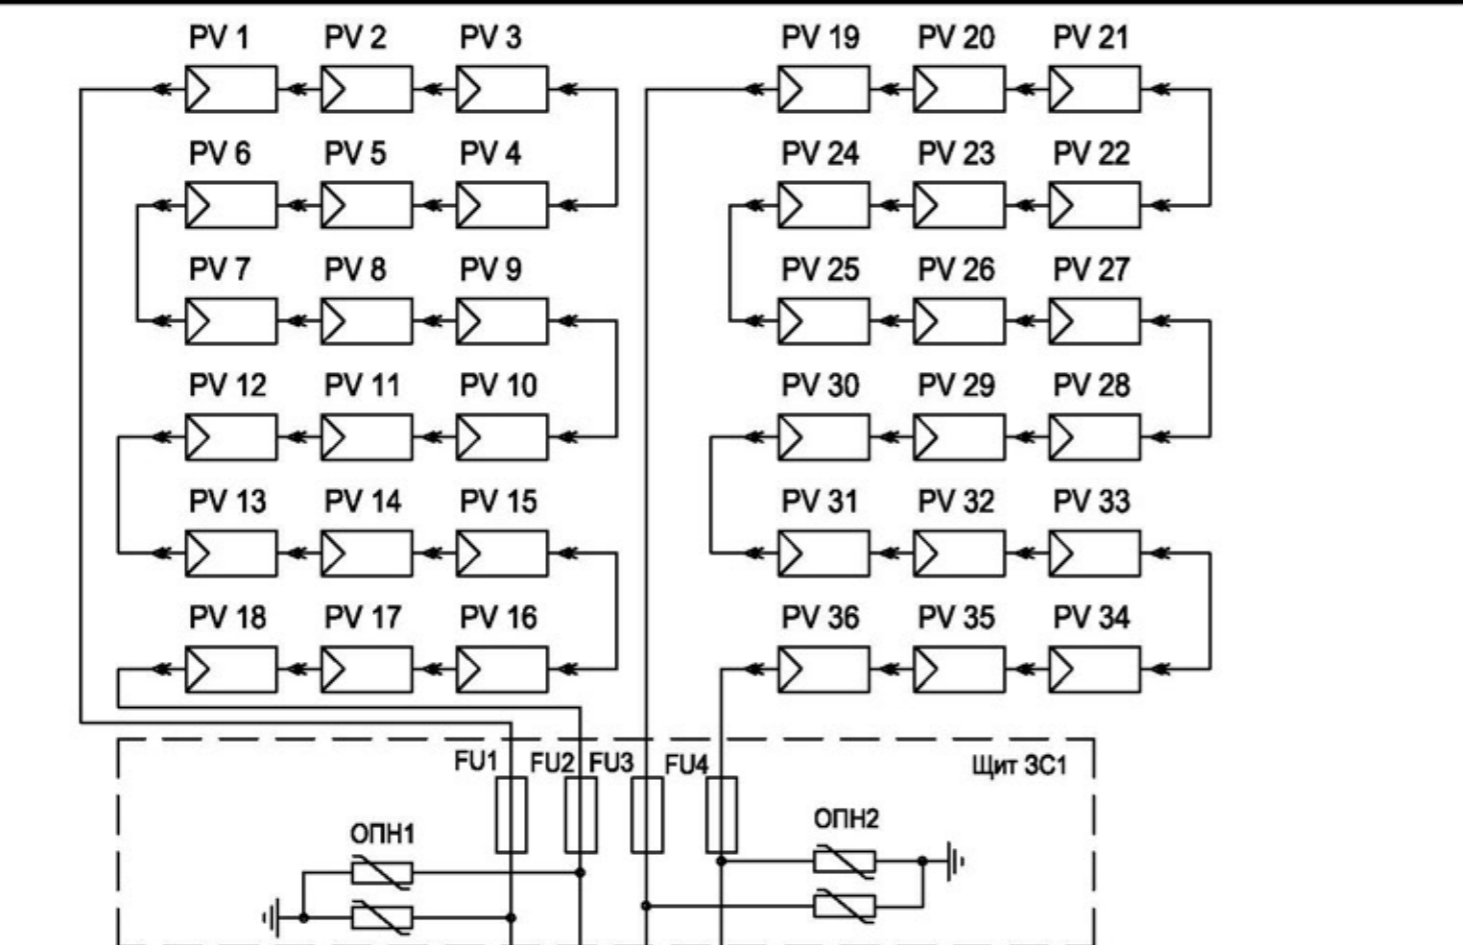 PV 1 PV 2 PV 3 PV 19 PV 20 PV 21
PV 6 PV 5 PV 4 PV 24 PV 23 PV 22
PV 7 PV 8 PV 9 PV 25 PV 26 PV 27
PV 12 PV 11 PV 10 PV 30 PV 29 PV 28
PV 13 PV 14 PV 15 PV 31 PV 32 PV 33
PV 18 PV 17 PV 16 PV 36 PV 35 PV 34
FU1 FU2 FU3 FU4 Щит ЗС1
ОПН1 ОПН2